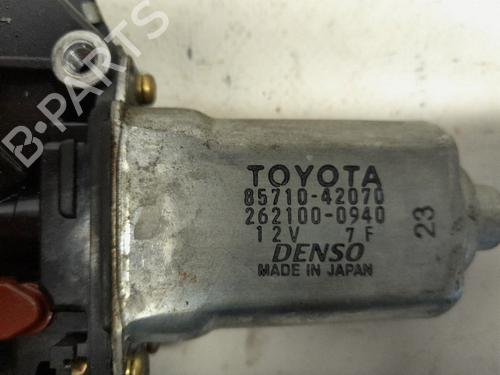 B-PARTS
TOYOTA
85710-42070
262100-0940
12V 7F
DENSO
MADE IN JAPAN
23